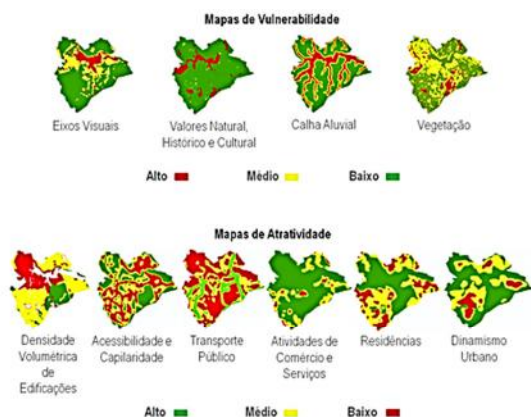 Mapas de Vulnerabilidade
Eixos Visuais
Valores Natural,
Histórico e Cultural
Calha Aluvial
Vegetação
Alto
Médio
Baixo
Mapas de Atratividade
Densidade
Volumétrica
de
Edificações
Acessibilidade e
Capilaridade
Transporte
Público
Atividades de
Comércio e
Serviços
Residências
Dinamismo
Urbano
Alto
Médio
Baixo